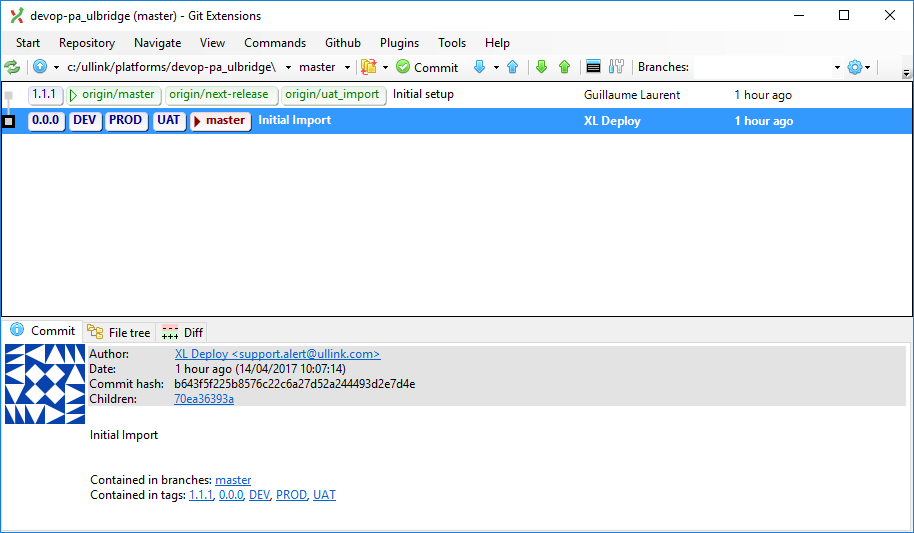 devop-pa_ulbridge (master) - Git Extensions
Start Repository Navigate View Commands Github Plugins Tools Help
c:/ullink/platforms/devop-pa_ulbridge\ master Commit Branches:
1.1.1 origin/master origin/next-release origin/uat_import Initial setup Guillaume Laurent 1 hour ago
0.0.0 DEV PROD UAT master Initial Import XL Deploy 1 hour ago
Commit File tree Diff
Author: XL Deploy <support.alert@ullink.com>
Date: 1 hour ago (14/04/2017 10:07:14)
Commit hash: b643f5f225b8576c22c6a27d52a244493d2e7d4e
Children: 70ea36393a
Initial Import
Contained in branches: master
Contained in tags: 1.1.1, 0.0.0, DEV, PROD, UAT